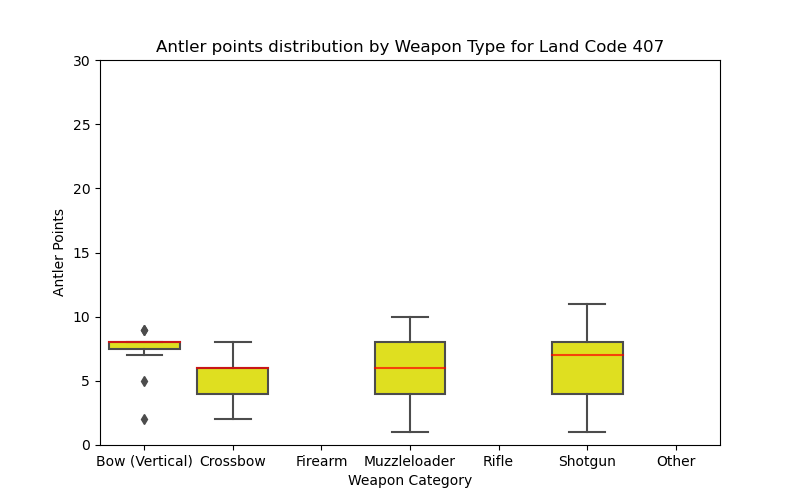 Antler points distribution by Weapon Type for Land Code 407
30
25
20
15
10
5
0
Antler Points
Bow (Vertical) Crossbow Firearm Muzzleloader Rifle Shotgun Other
Weapon Category